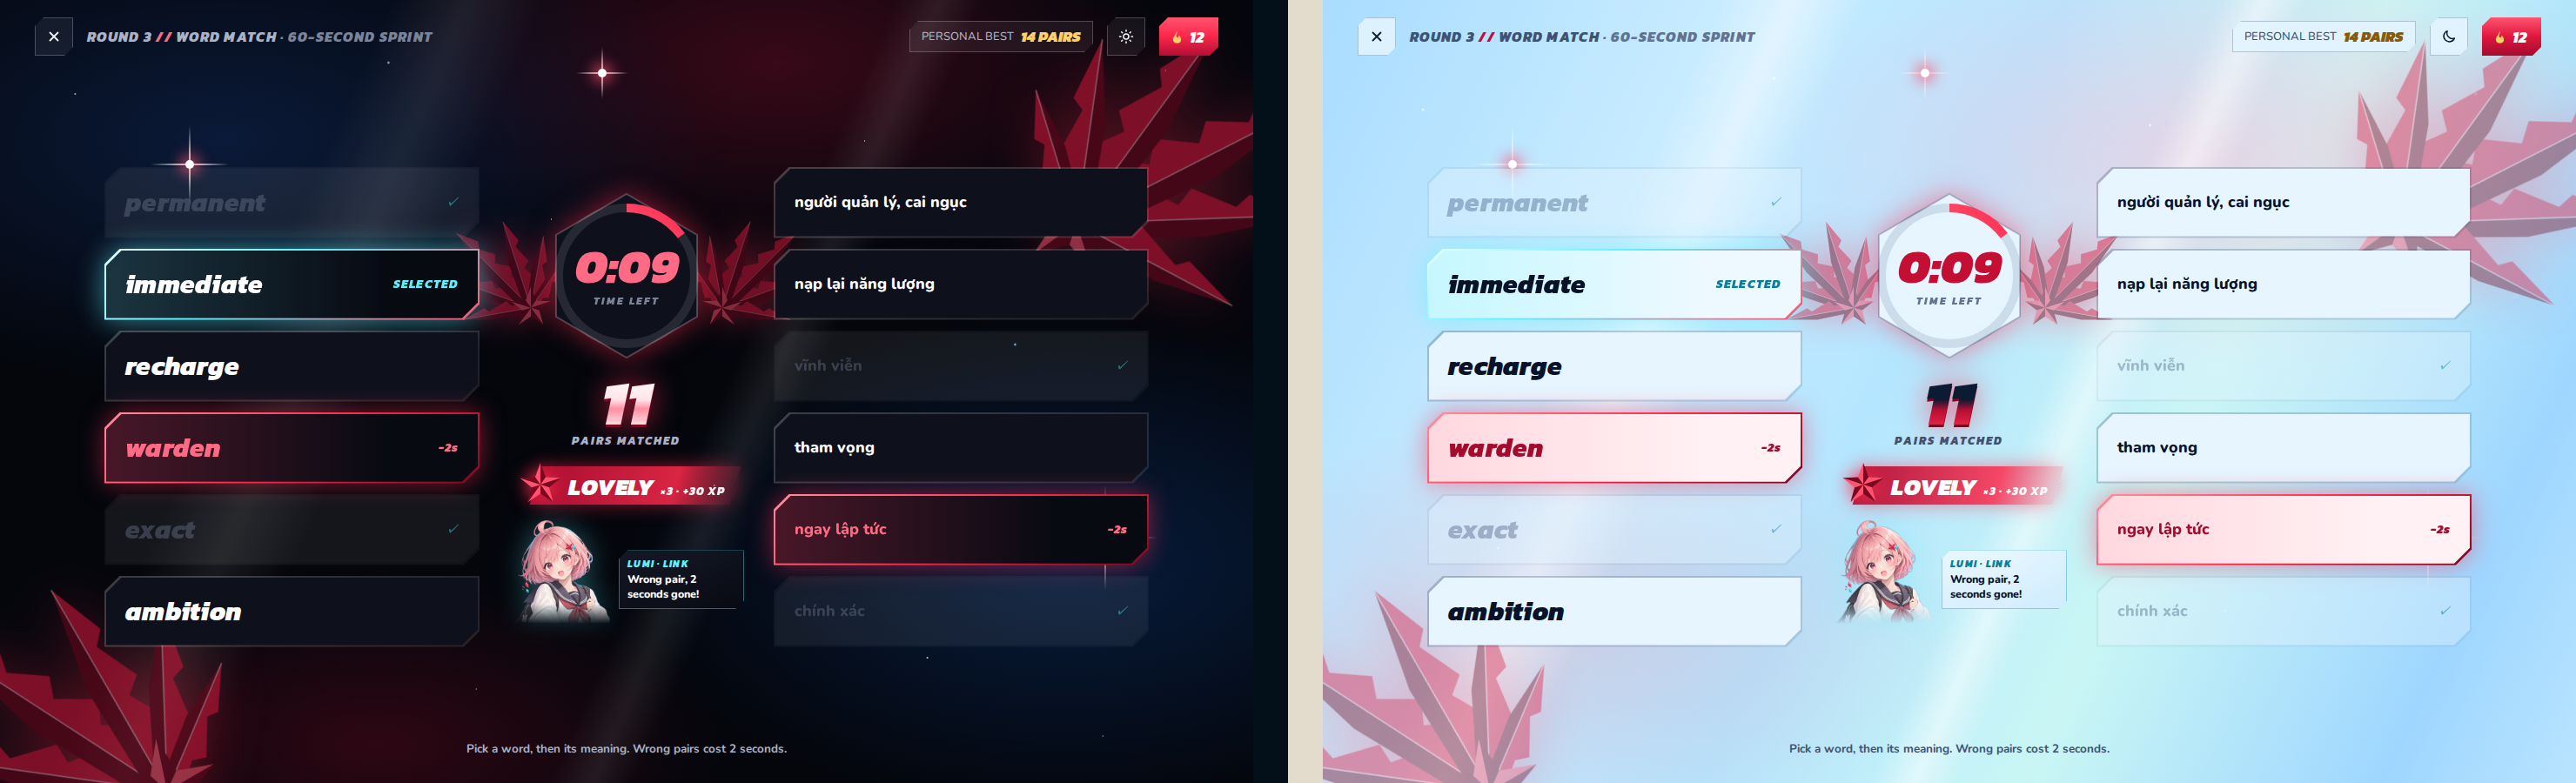 ROUND 3 // WORD MATCH · 60-SECOND SPRINT
PERSONAL BEST 14 PAIRS
12
permanent ✓
immediate SELECTED
recharge
warden -2s
exact ✓
ambition
0:09
TIME LEFT
11
PAIRS MATCHED
LOVELY ×3 · +30 XP
LUMI · LINK
Wrong pair, 2
seconds gone!
người quản lý, cai ngục
nạp lại năng lượng
vĩnh viễn ✓
tham vọng
ngay lập tức -2s
chính xác ✓
Pick a word, then its meaning. Wrong pairs cost 2 seconds.
ROUND 3 // WORD MATCH · 60-SECOND SPRINT
PERSONAL BEST 14 PAIRS
12
permanent ✓
immediate SELECTED
recharge
warden -2s
exact ✓
ambition
0:09
TIME LEFT
11
PAIRS MATCHED
LOVELY ×3 · +30 XP
LUMI · LINK
Wrong pair, 2
seconds gone!
người quản lý, cai ngục
nạp lại năng lượng
vĩnh viễn ✓
tham vọng
ngay lập tức -2s
chính xác ✓
Pick a word, then its meaning. Wrong pairs cost 2 seconds.